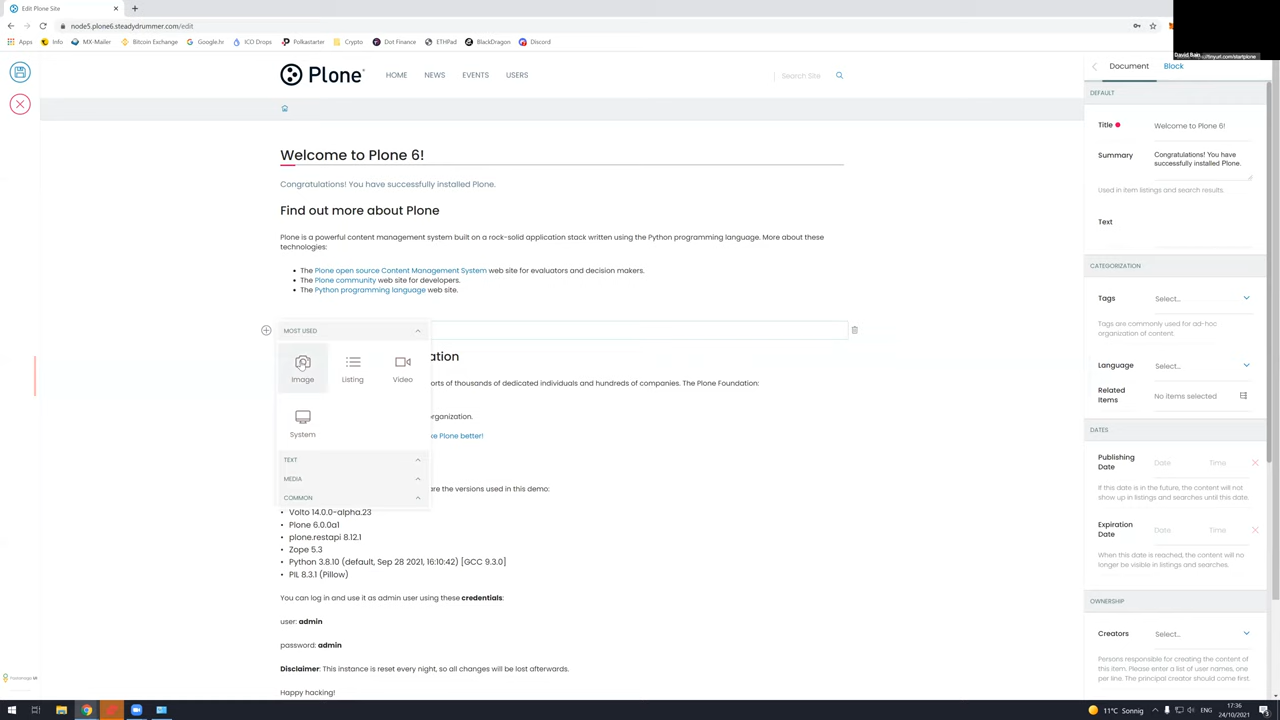 Edit Plone Site
node5.plone6.steadydrummer.com/edit
Apps
Info
MX-Mailer
Bitcoin Exchange
Google.hr
ICO Drops
Polkastarter
Crypto
Dot Finance
ETHPad
BlackDragon
Discord
David Bain
://tinyurl.com/startplone
Plone
HOME
NEWS
EVENTS
USERS
Search Site
Welcome to Plone 6!
Congratulations! You have successfully installed Plone.
Find out more about Plone
Plone is a powerful content management system built on a rock-solid application stack written using the Python programming language. More about these
technologies:
• The Plone open source Content Management System web site for evaluators and decision makers.
• The Plone community web site for developers.
• The Python programming language web site.
MOST USED
Image
Listing
Video
System
TEXT
MEDIA
COMMON
ation
orts of thousands of dedicated individuals and hundreds of companies. The Plone Foundation:
organization.
ke Plone better!
are the versions used in this demo:
• Volto 14.0.0-alpha.23
• Plone 6.0.0a1
• plone.restapi 8.12.1
• Zope 5.3
• Python 3.8.10 (default, Sep 28 2021, 16:10:42) [GCC 9.3.0]
• PIL 8.3.1 (Pillow)
You can log in and use it as admin user using these credentials:
user: admin
password: admin
Disclaimer: This instance is reset every night, so all changes will be lost afterwards.
Happy hacking!
Document
Block
DEFAULT
Title
Welcome to Plone 6!
Summary
Congratulations! You have
successfully installed Plone.
Used in item listings and search results.
Text
CATEGORIZATION
Tags
Select...
Tags are commonly used for ad-hoc
organization of content.
Language
Select...
Related
Items
No items selected
DATES
Publishing
Date
Date
Time
If this date is in the future, the content will not
show up in listings and searches until this date.
Expiration
Date
Date
Time
When this date is reached, the content will no
longer be visible in listings and searches.
OWNERSHIP
Creators
Select...
Persons responsible for creating the content of
this item. Please enter a list of user names, one
per line. The principal creator should come first.
11°C Sonnig
ENG
17:36
24/10/2021